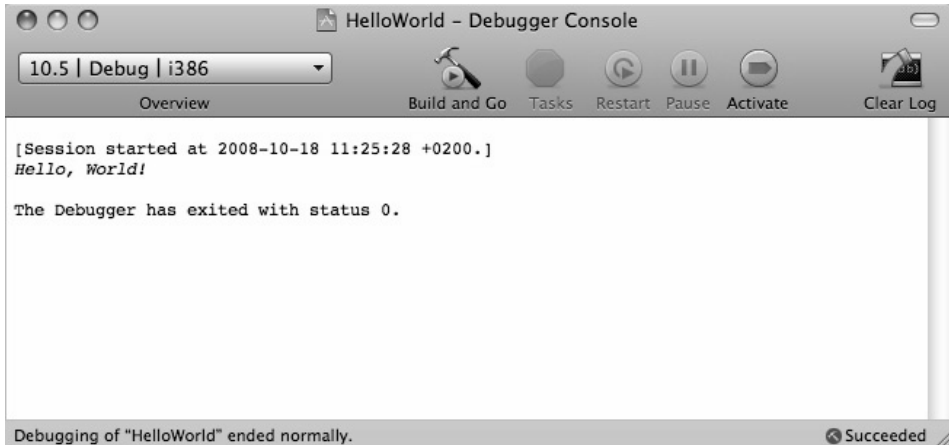 HelloWorld – Debugger Console
10.5 | Debug | i386
Overview
Build and Go
Tasks
Restart
Pause
Activate
Clear Log
[Session started at 2008-10-18 11:25:28 +0200.]
Hello, World!
The Debugger has exited with status 0.
Debugging of “HelloWorld” ended normally.
Succeeded